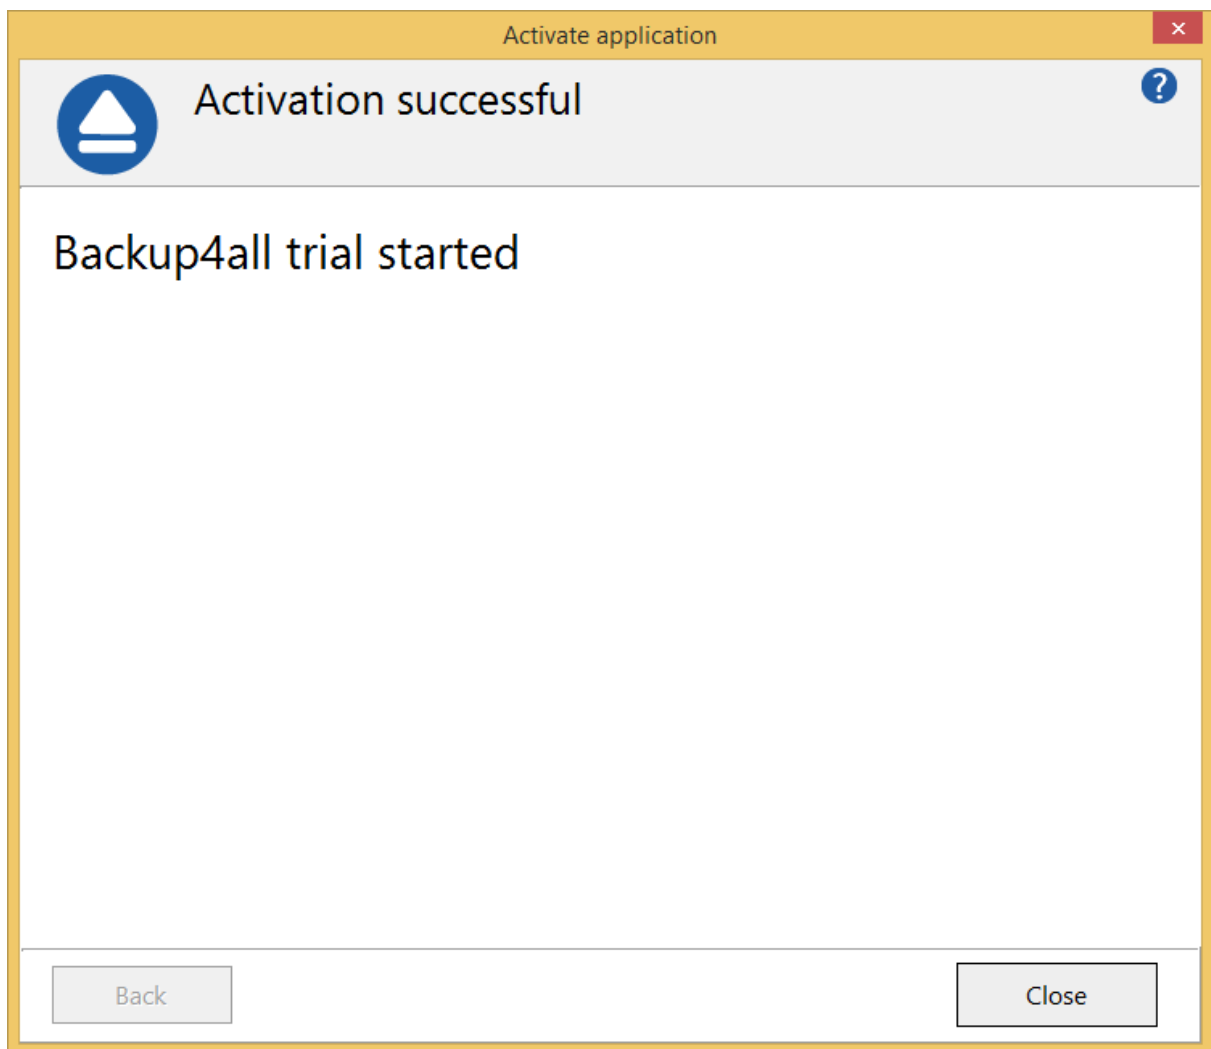 Activate application
Activation successful
?
Backup4all trial started
Back
Close